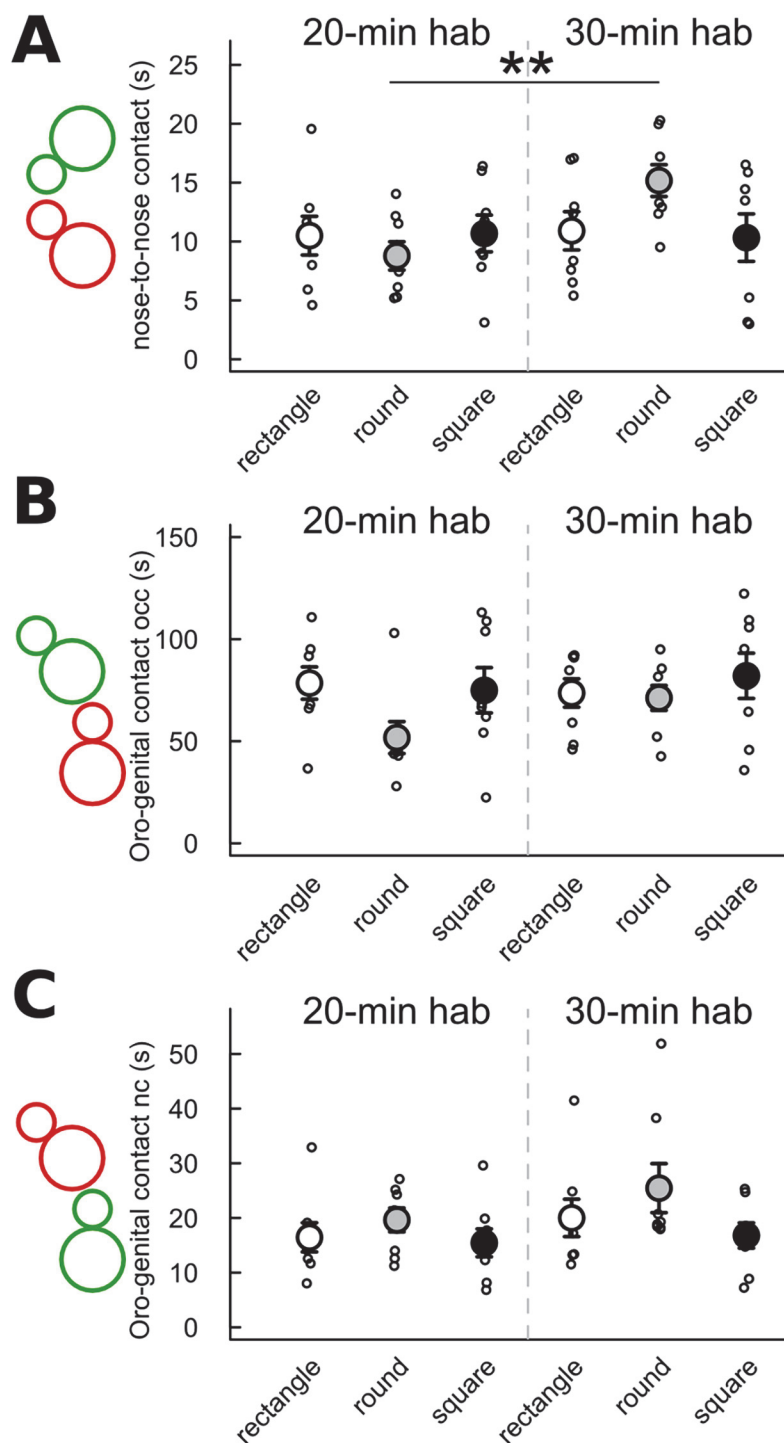 A
20-min hab 30-min hab
**
nose-to-nose contact (s)
25
20
15
10
5
0
rectangle round square rectangle round square
B
20-min hab 30-min hab
Oro-genital contact occ (s)
150
100
50
0
rectangle round square rectangle round square
C
20-min hab 30-min hab
Oro-genital contact nc (s)
50
40
30
20
10
0
rectangle round square rectangle round square